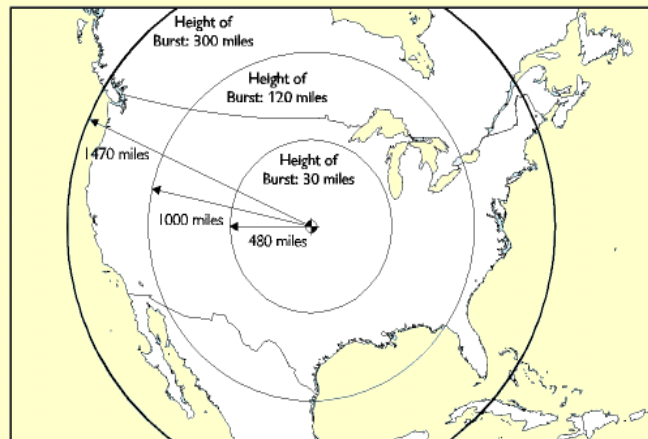 Height of
Burst: 300 miles
Height of
Burst: 120 miles
Height of
Burst: 30 miles
1470 miles
1000 miles
480 miles